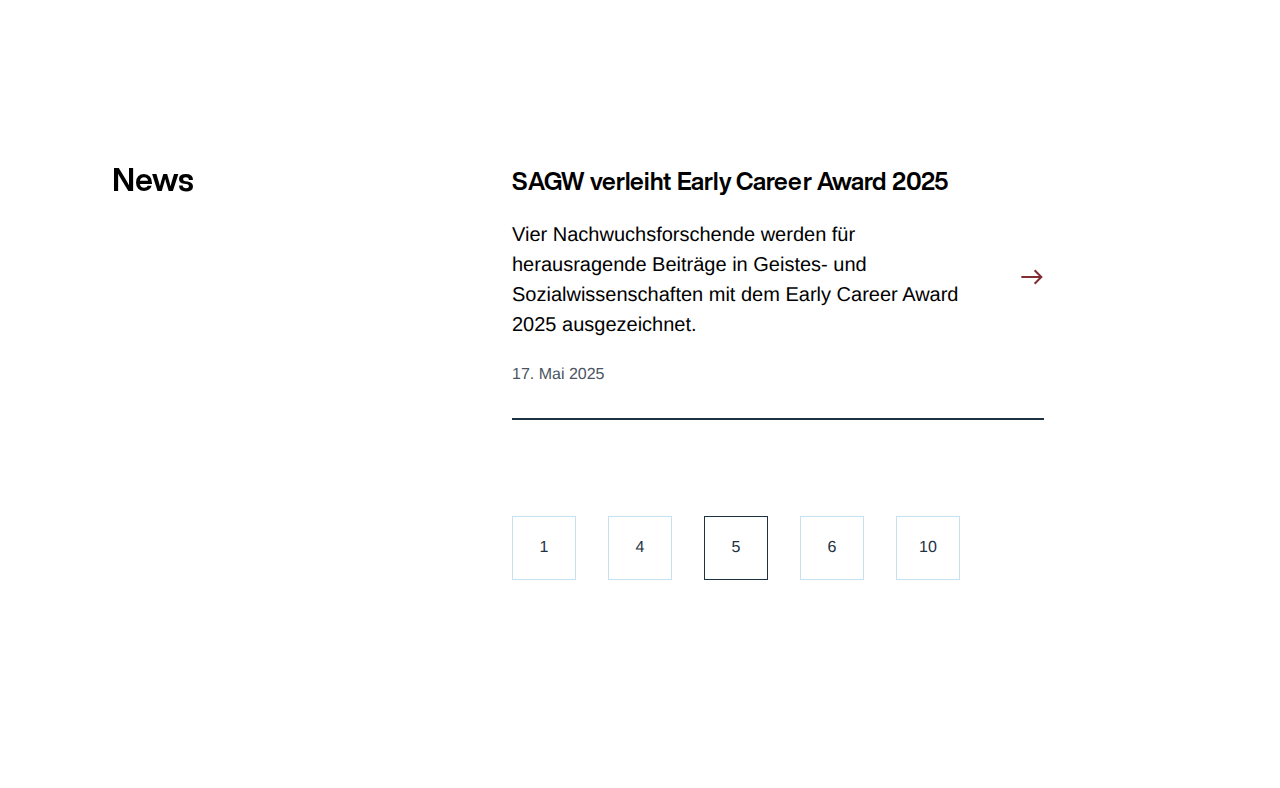 News
SAGW verleiht Early Career Award 2025
Vier Nachwuchsforschende werden für
herausragende Beiträge in Geistes- und
Sozialwissenschaften mit dem Early Career Award
2025 ausgezeichnet.
17. Mai 2025
1 4 5 6 10